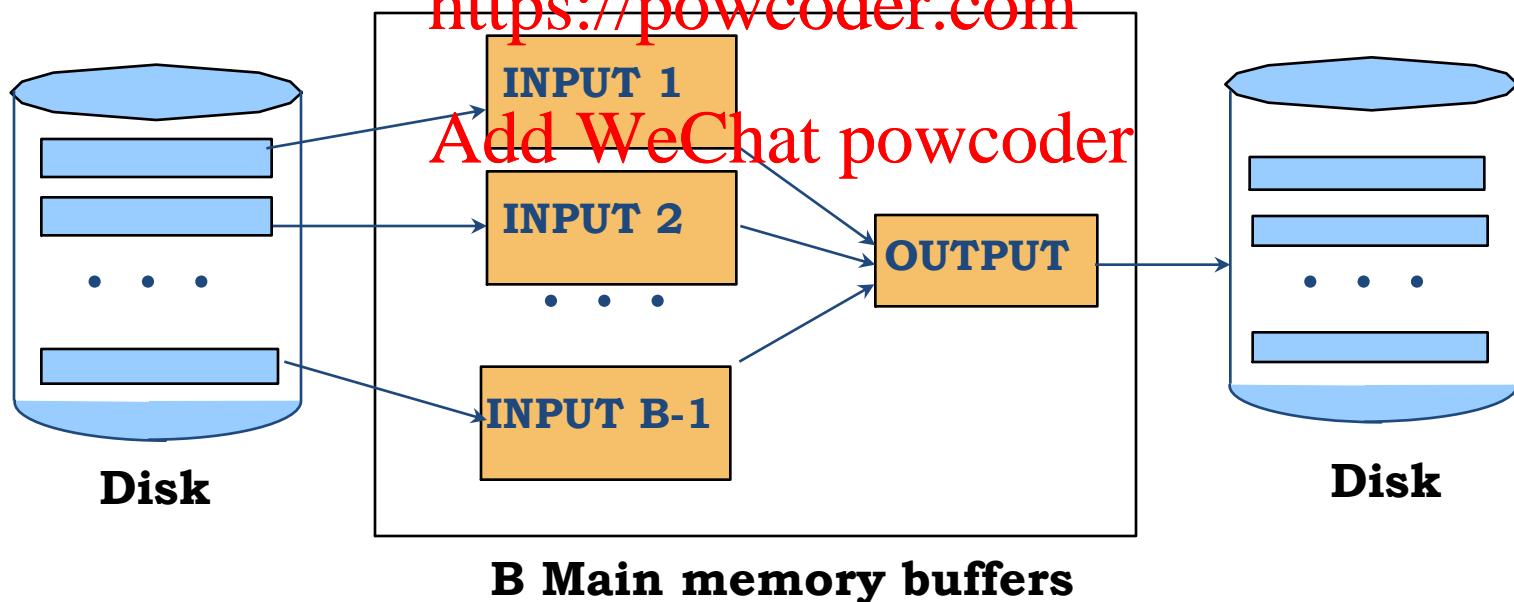 https://powcoder.com
INPUT 1
Add WeChat powcoder
INPUT 2
OUTPUT
INPUT B-1
Disk
Disk
B Main memory buffers